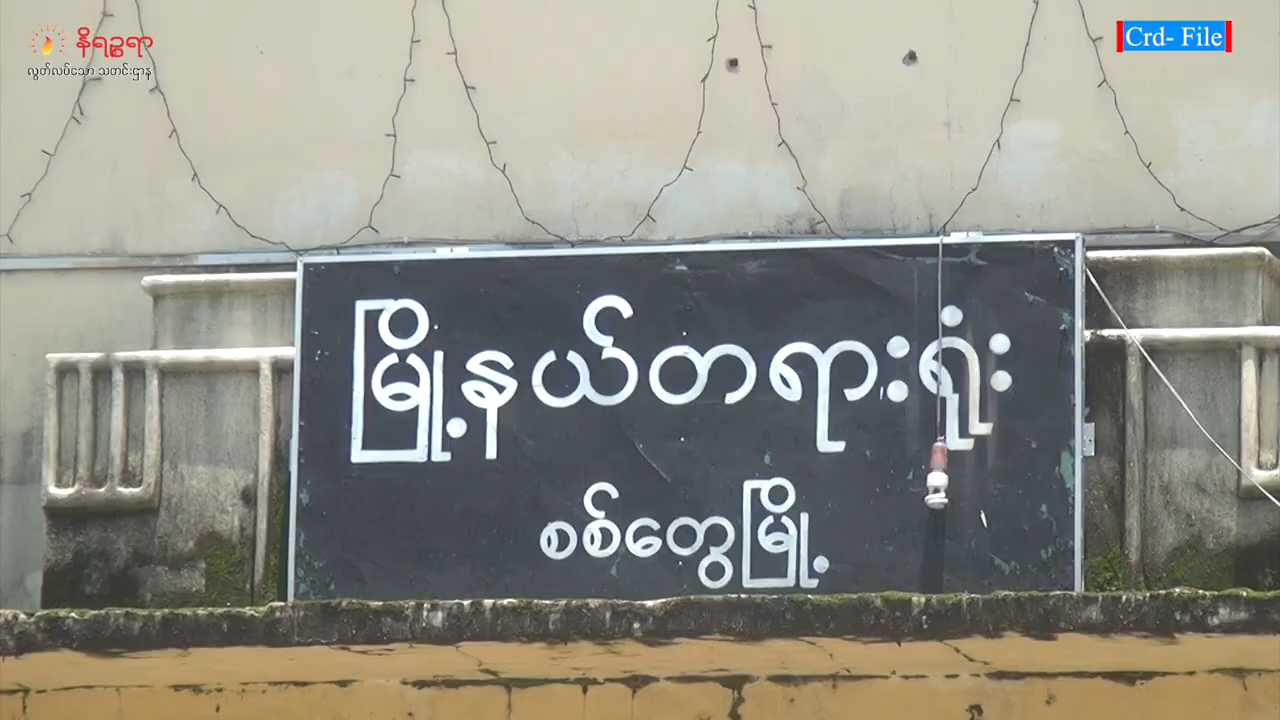 နိရဉ္စရာ
လွတ်လပ်သော သတင်းဌာန
Crd- File
မြို့နယ်တရားရုံး
စစ်တွေမြို့